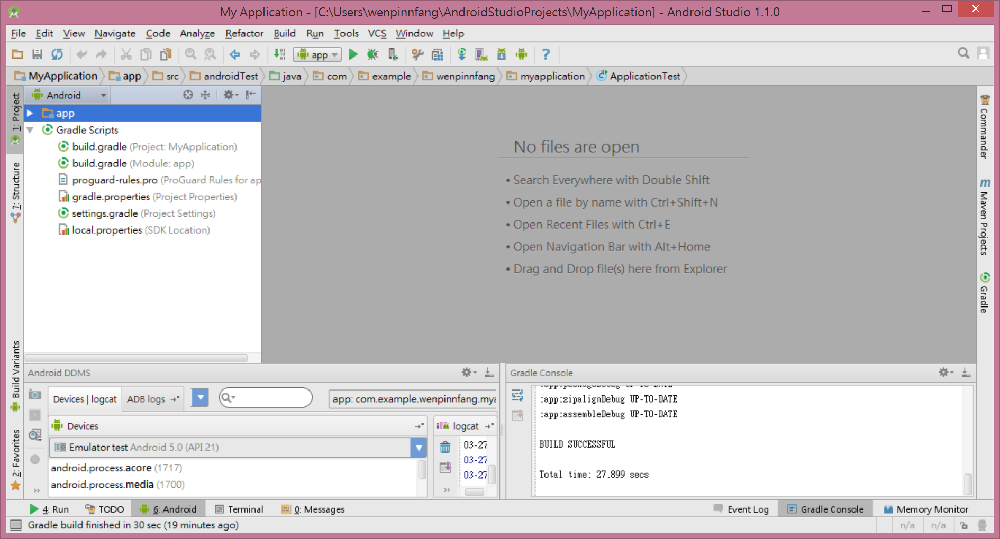 My Application - [C:\Users\wenpinnfang\AndroidStudioProjects\MyApplication] - Android Studio 1.1.0
File Edit View Navigate Code Analyze Refactor Build Run Tools VCS Window Help
app
MyApplication app src androidTest java com example wenpinnfang myapplication ApplicationTest
1: Project
7: Structure
Build Variants
2: Favorites
Android
app
Gradle Scripts
build.gradle (Project: MyApplication)
build.gradle (Module: app)
proguard-rules.pro (ProGuard Rules for ap
gradle.properties (Project Properties)
settings.gradle (Project Settings)
local.properties (SDK Location)
No files are open
• Search Everywhere with Double Shift
• Open a file by name with Ctrl+Shift+N
• Open Recent Files with Ctrl+E
• Open Navigation Bar with Alt+Home
• Drag and Drop file(s) here from Explorer
Commander
Maven Projects
Gradle
Android DDMS
Devices | logcat ADB logs app: com.example.wenpinnfang.mya
Devices
Emulator test Android 5.0 (API 21)
android.process.acore (1717)
android.process.media (1700)
logcat
03-27
03-27
03-27
Gradle Console
:app:packageDebug UP-TO-DATE
:app:zipalignDebug UP-TO-DATE
:app:assembleDebug UP-TO-DATE
BUILD SUCCESSFUL
Total time: 27.899 secs
4: Run TODO 6: Android Terminal 0: Messages Event Log Gradle Console Memory Monitor
Gradle build finished in 30 sec (19 minutes ago) n/a n/a